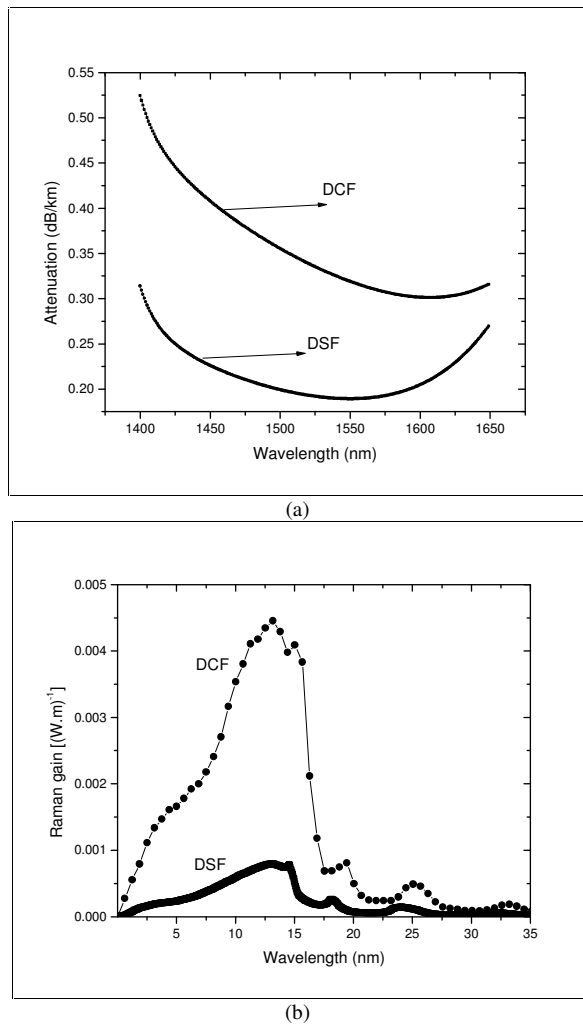 0.55
0.50
0.45
0.40
0.35
0.30
0.25
0.20
Attenuation (dB/km)
DCF
DSF
1400 1450 1500 1550 1600 1650
Wavelength (nm)
(a)
0.005
0.004
0.003
0.002
0.001
0.000
Raman gain [(W.m)⁻¹]
DCF
DSF
5 10 15 20 25 30 35
Wavelength (nm)
(b)